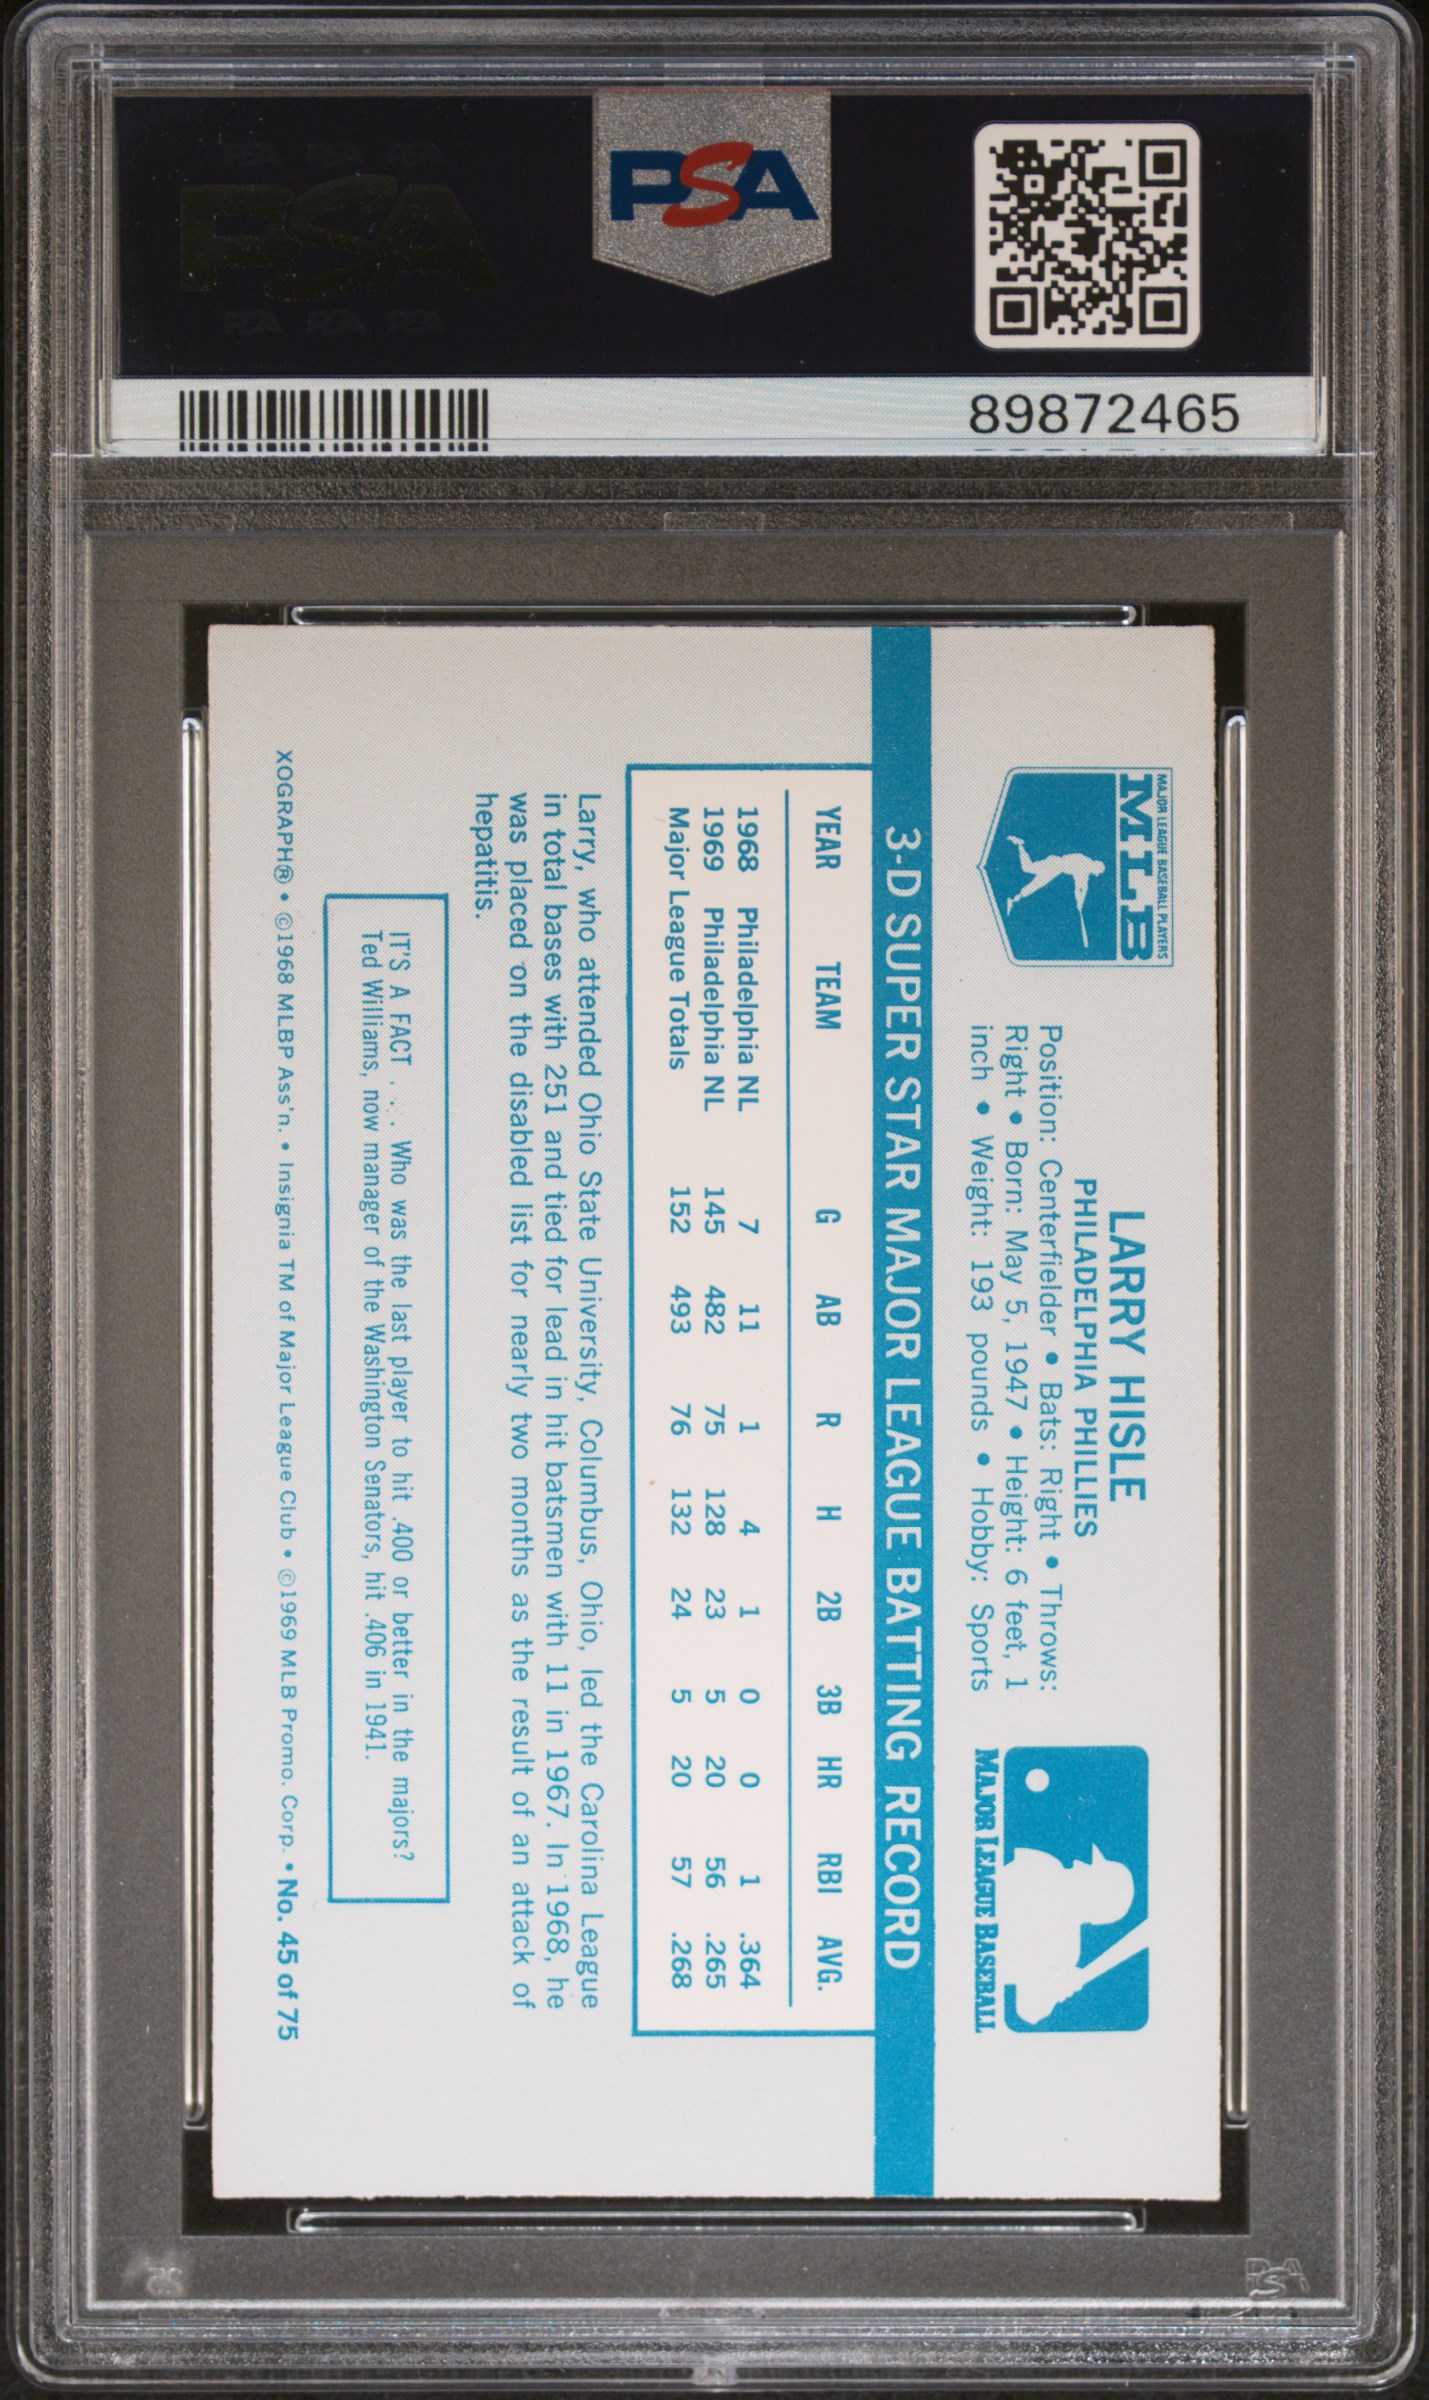 PSA PSA PSA
PSA
PSA PSA PSA
PSA
89872465
MAJOR LEAGUE BASEBALL PLAYERS
MLB
LARRY HISLE
PHILADELPHIA PHILLIES
Position: Centerfielder • Bats: Right • Throws:
Right • Born: May 5, 1947 • Height: 6 feet, 1
inch • Weight: 193 pounds • Hobby: Sports
MAJOR LEAGUE BASEBALL
3-D SUPER STAR MAJOR LEAGUE BATTING RECORD
YEAR TEAM G AB R H 2B 3B HR RBI AVG.
1968 Philadelphia NL 7 11 1 4 1 0 0 1 .364
1969 Philadelphia NL 145 482 75 128 23 5 20 56 .265
Major League Totals 152 493 76 132 24 5 20 57 .268
Larry, who attended Ohio State University, Columbus, Ohio, led the Carolina League
in total bases with 251 and tied for lead in hit batsmen with 11 in 1967. In 1968, he
was placed on the disabled list for nearly two months as the result of an attack of
hepatitis.
IT'S A FACT . . . Who was the last player to hit .400 or better in the majors?
Ted Williams, now manager of the Washington Senators, hit .406 in 1941.
XOGRAPH® • ©1968 MLBP Ass'n. • Insignia TM of Major League Club • ©1969 MLB Promo. Corp. • No. 45 of 75
PSA